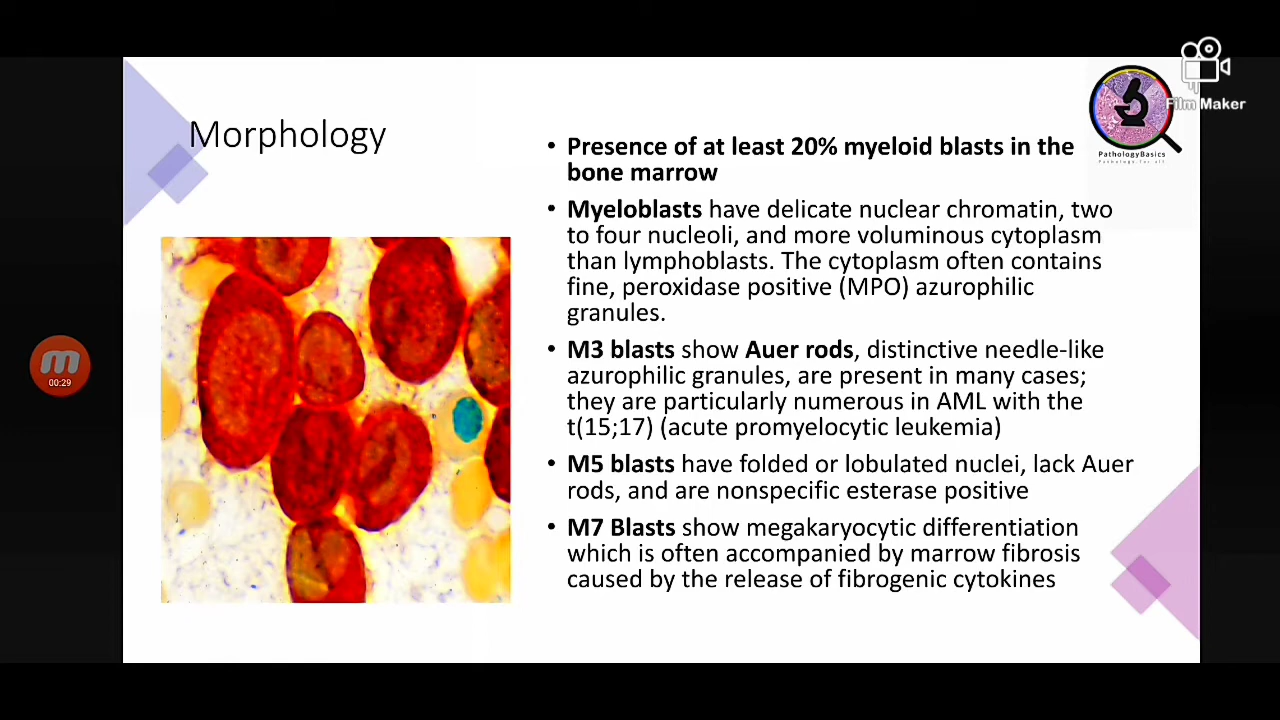 Film Maker
PathologyBasics
Pathology for all
Morphology
• Presence of at least 20% myeloid blasts in the
bone marrow
• Myeloblasts have delicate nuclear chromatin, two
to four nucleoli, and more voluminous cytoplasm
than lymphoblasts. The cytoplasm often contains
fine, peroxidase positive (MPO) azurophilic
granules.
• M3 blasts show Auer rods, distinctive needle-like
azurophilic granules, are present in many cases;
they are particularly numerous in AML with the
t(15;17) (acute promyelocytic leukemia)
• M5 blasts have folded or lobulated nuclei, lack Auer
rods, and are nonspecific esterase positive
• M7 Blasts show megakaryocytic differentiation
which is often accompanied by marrow fibrosis
caused by the release of fibrogenic cytokines
00:29